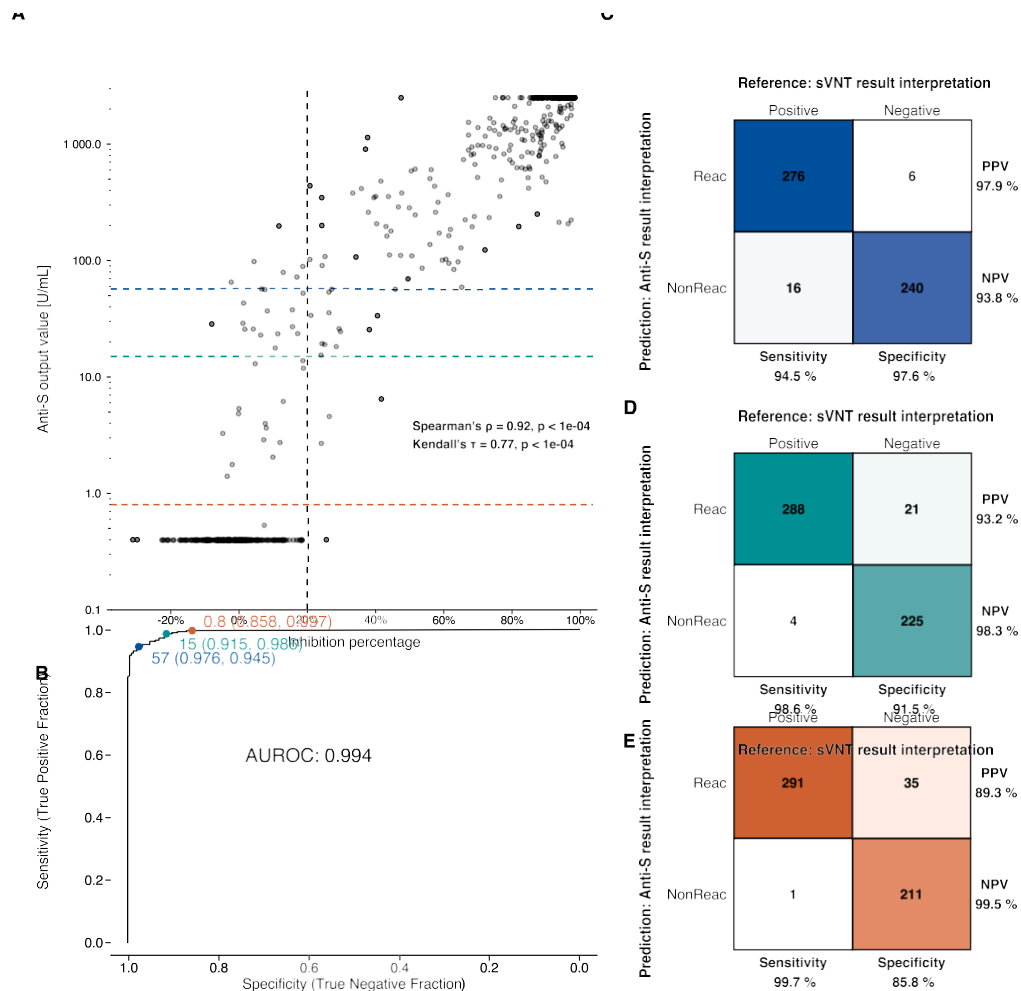 A
1 000.0
100.0
10.0
1.0
0.1
Anti-S output value [U/mL]
Spearman's ρ = 0.92, p < 1e-04
Kendall's τ = 0.77, p < 1e-04
-20% 0% 20% 40% 60% 80% 100%
Inhibition percentage
B
0.8 (0.858, 0.997)
15 (0.915, 0.986)
57 (0.976, 0.945)
AUROC: 0.994
1.0
0.8
0.6
0.4
0.2
0.0
Sensitivity (True Positive Fraction)
1.0 0.8 0.6 0.4 0.2 0.0
Specificity (True Negative Fraction)
C
Reference: sVNT result interpretation
Positive Negative
Prediction: Anti-S result interpretation
Reac 276 6 PPV
97.9 %
NonReac 16 240 NPV
93.8 %
Sensitivity Specificity
94.5 % 97.6 %
D
Reference: sVNT result interpretation
Positive Negative
Prediction: Anti-S result interpretation
Reac 288 21 PPV
93.2 %
NonReac 4 225 NPV
98.3 %
Sensitivity Specificity
98.6 % 91.5 %
E
Reference: sVNT result interpretation
Positive Negative
Prediction: Anti-S result interpretation
Reac 291 35 PPV
89.3 %
NonReac 1 211 NPV
99.5 %
Sensitivity Specificity
99.7 % 85.8 %